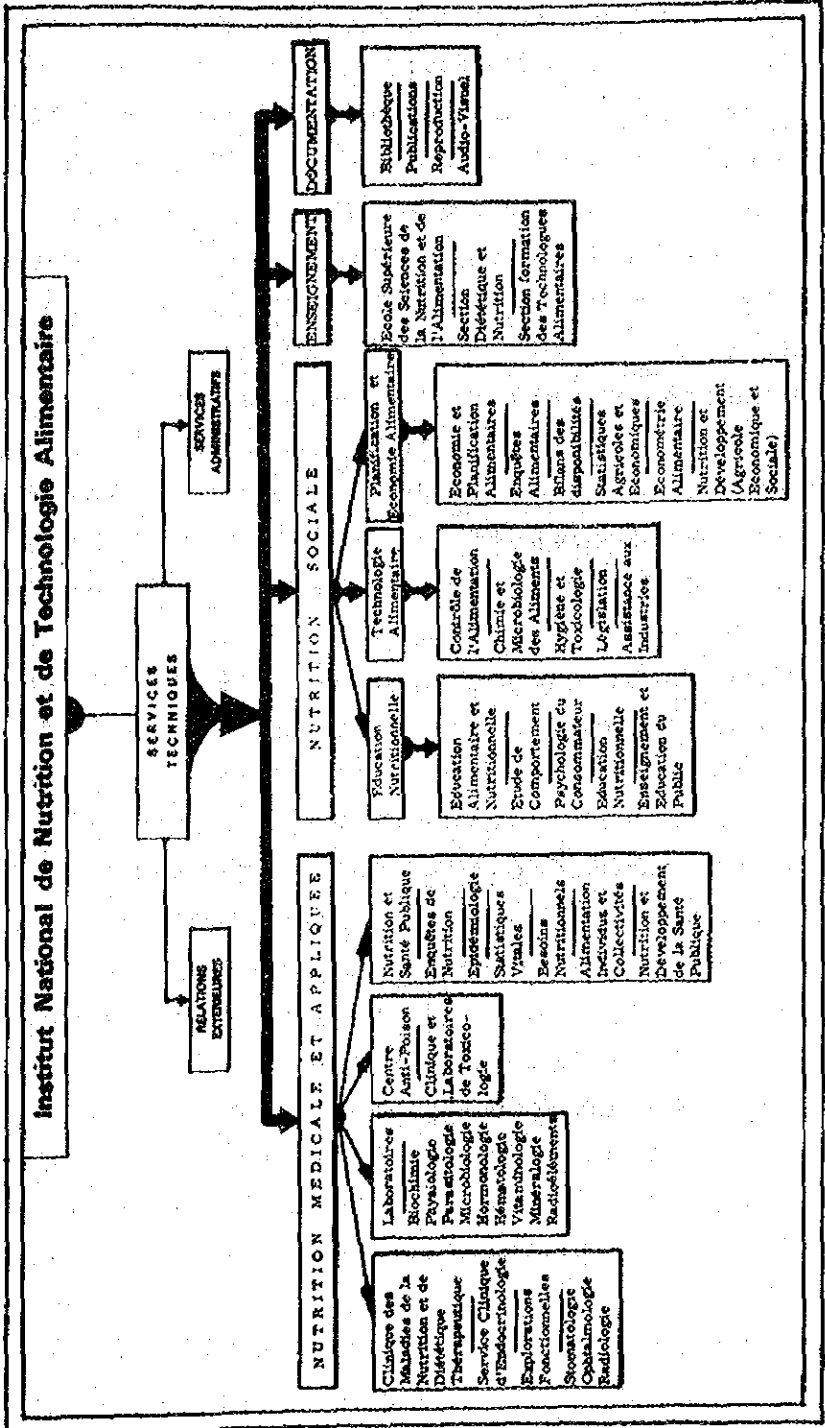 Institut National de Nutrition et de Technologie Alimentaire
RELATIONS
EXTERIEURES
SERVICES
TECHNIQUES
SERVICES
ADMINISTRATIFS
NUTRITION MEDICALE ET APPLIQUEE
NUTRITION SOCIALE
ENSEIGNEMENT
DOCUMENTATION
Clinique des
Maladies de la
Nutrition et de
Diététique
Thérapeutique
Service Clinique
d'Endocrinologie
Explorations
Fonctionnelles
Stomatologie
Ophtalmologie
Radiologie
Laboratoires
Biochimie
Physiologie
Parasitologie
Microbiologie
Hormonologie
Hématologie
Vitaminologie
Minéralogie
Radioéléments
Centre
Anti-Poison
Clinique et
Laboratoires
de Toxico-
logie
Nutrition et
Santé Publique
Enquêtes de
Nutrition
Epidémiologie
Statistiques
Vitales
Besoins
Nutritionnels
Alimentation
Individus et
Collectivités
Nutrition et
Développement
de la Santé
Publique
Education
Nutritionnelle
Education
Alimentaire et
Nutritionnelle
Etude de
Comportement
Psychologie du
Consommateur
Education
Nutritionnelle
Enseignement et
Education du
Public
Technologie
Alimentaire
Contrôle de
l'Alimentation
Chimie et
Microbiologie
des Aliments
Hygiène et
Toxicologie
Législation
Assistance aux
Industries
Planification et
Economie Alimentaire
Economie et
Planification
Alimentaires
Enquêtes
Alimentaires
Bilans des
disponibilités
Statistiques
Agricoles et
Economiques
Econométrie
Alimentaire
Nutrition et
Développement
(Agricole
Economique et
Sociale)
Ecole Supérieure
des Sciences de
la Nutrition et de
l'Alimentation
Section
Diététique et
Nutrition
Section formation
des Technologues
Alimentaires
Bibliothèque
Publications
Reproduction
Audio-Visuel